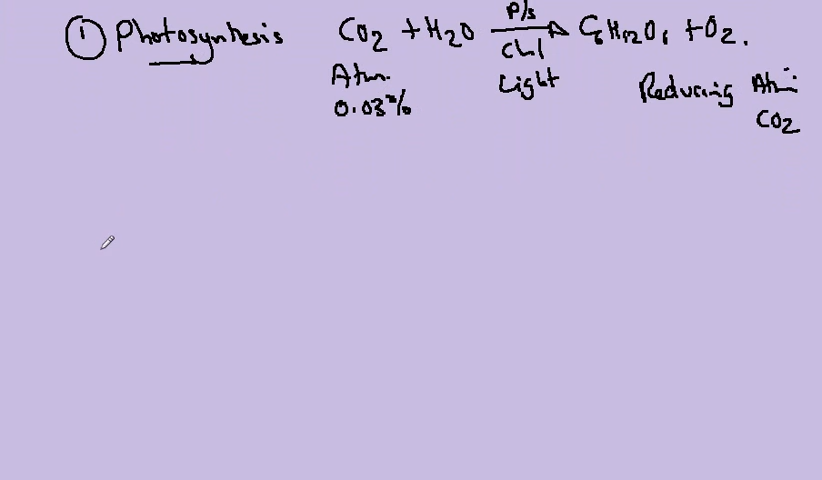 ① Photosynthesis CO2 + H2O P/s → C6H12O6 + O2.
Chl
Atm. Light Reducing Atm:
0.03% CO2